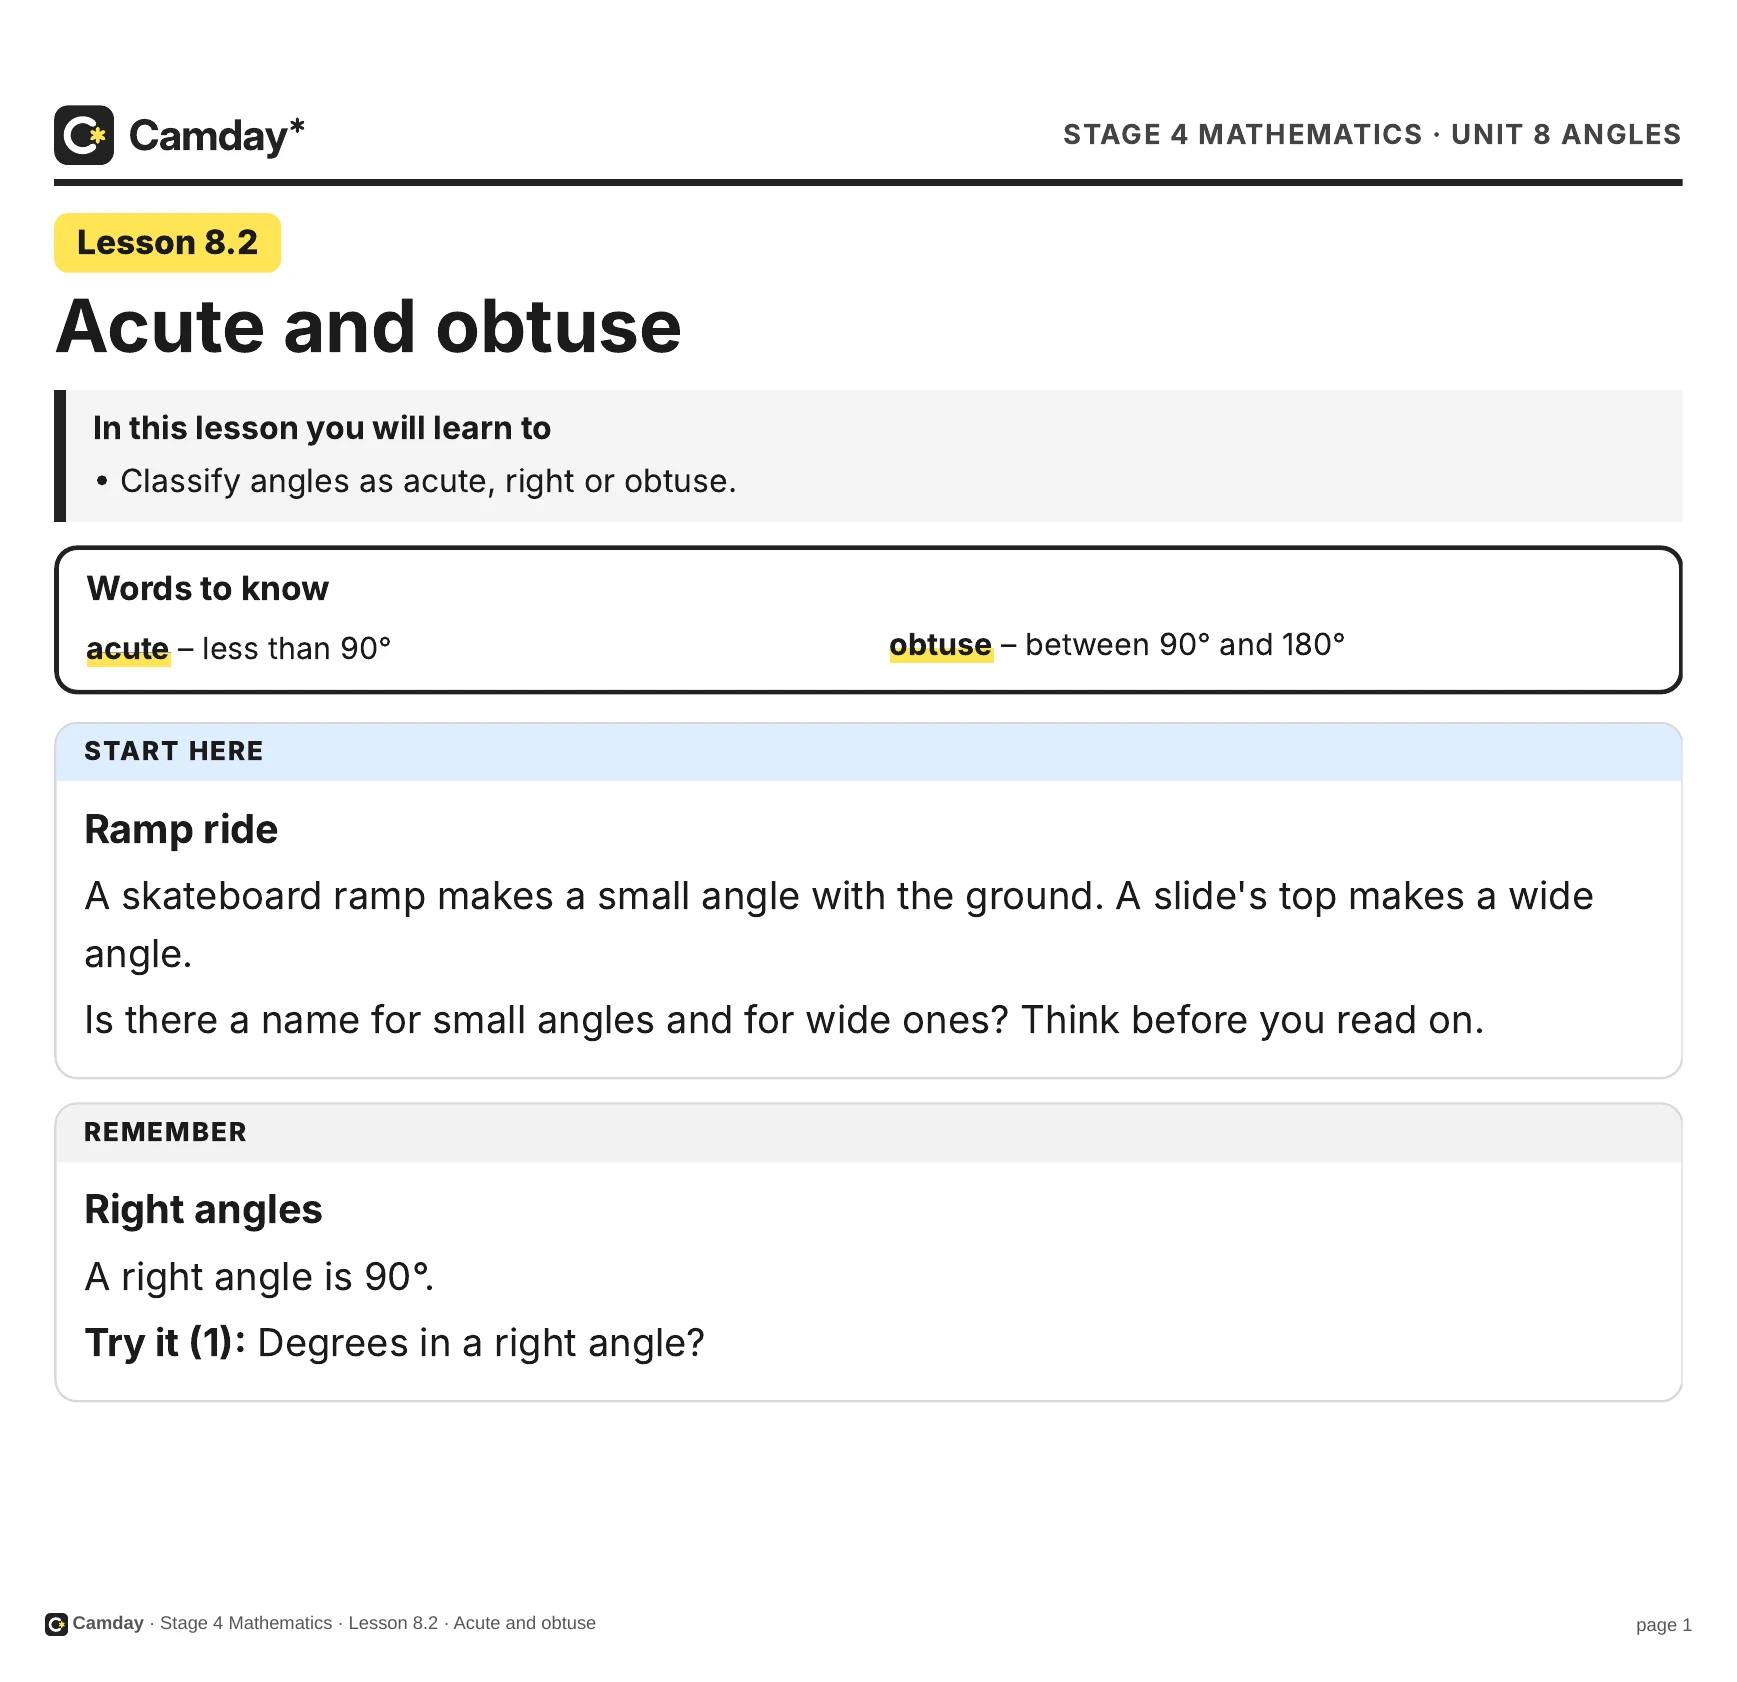 Camday*
STAGE 4 MATHEMATICS · UNIT 8 ANGLES
Lesson 8.2
Acute and obtuse
In this lesson you will learn to
• Classify angles as acute, right or obtuse.
Words to know
acute – less than 90°
obtuse – between 90° and 180°
START HERE
Ramp ride
A skateboard ramp makes a small angle with the ground. A slide's top makes a wide
angle.
Is there a name for small angles and for wide ones? Think before you read on.
REMEMBER
Right angles
A right angle is 90°.
Try it (1): Degrees in a right angle?
Camday · Stage 4 Mathematics · Lesson 8.2 · Acute and obtuse
page 1